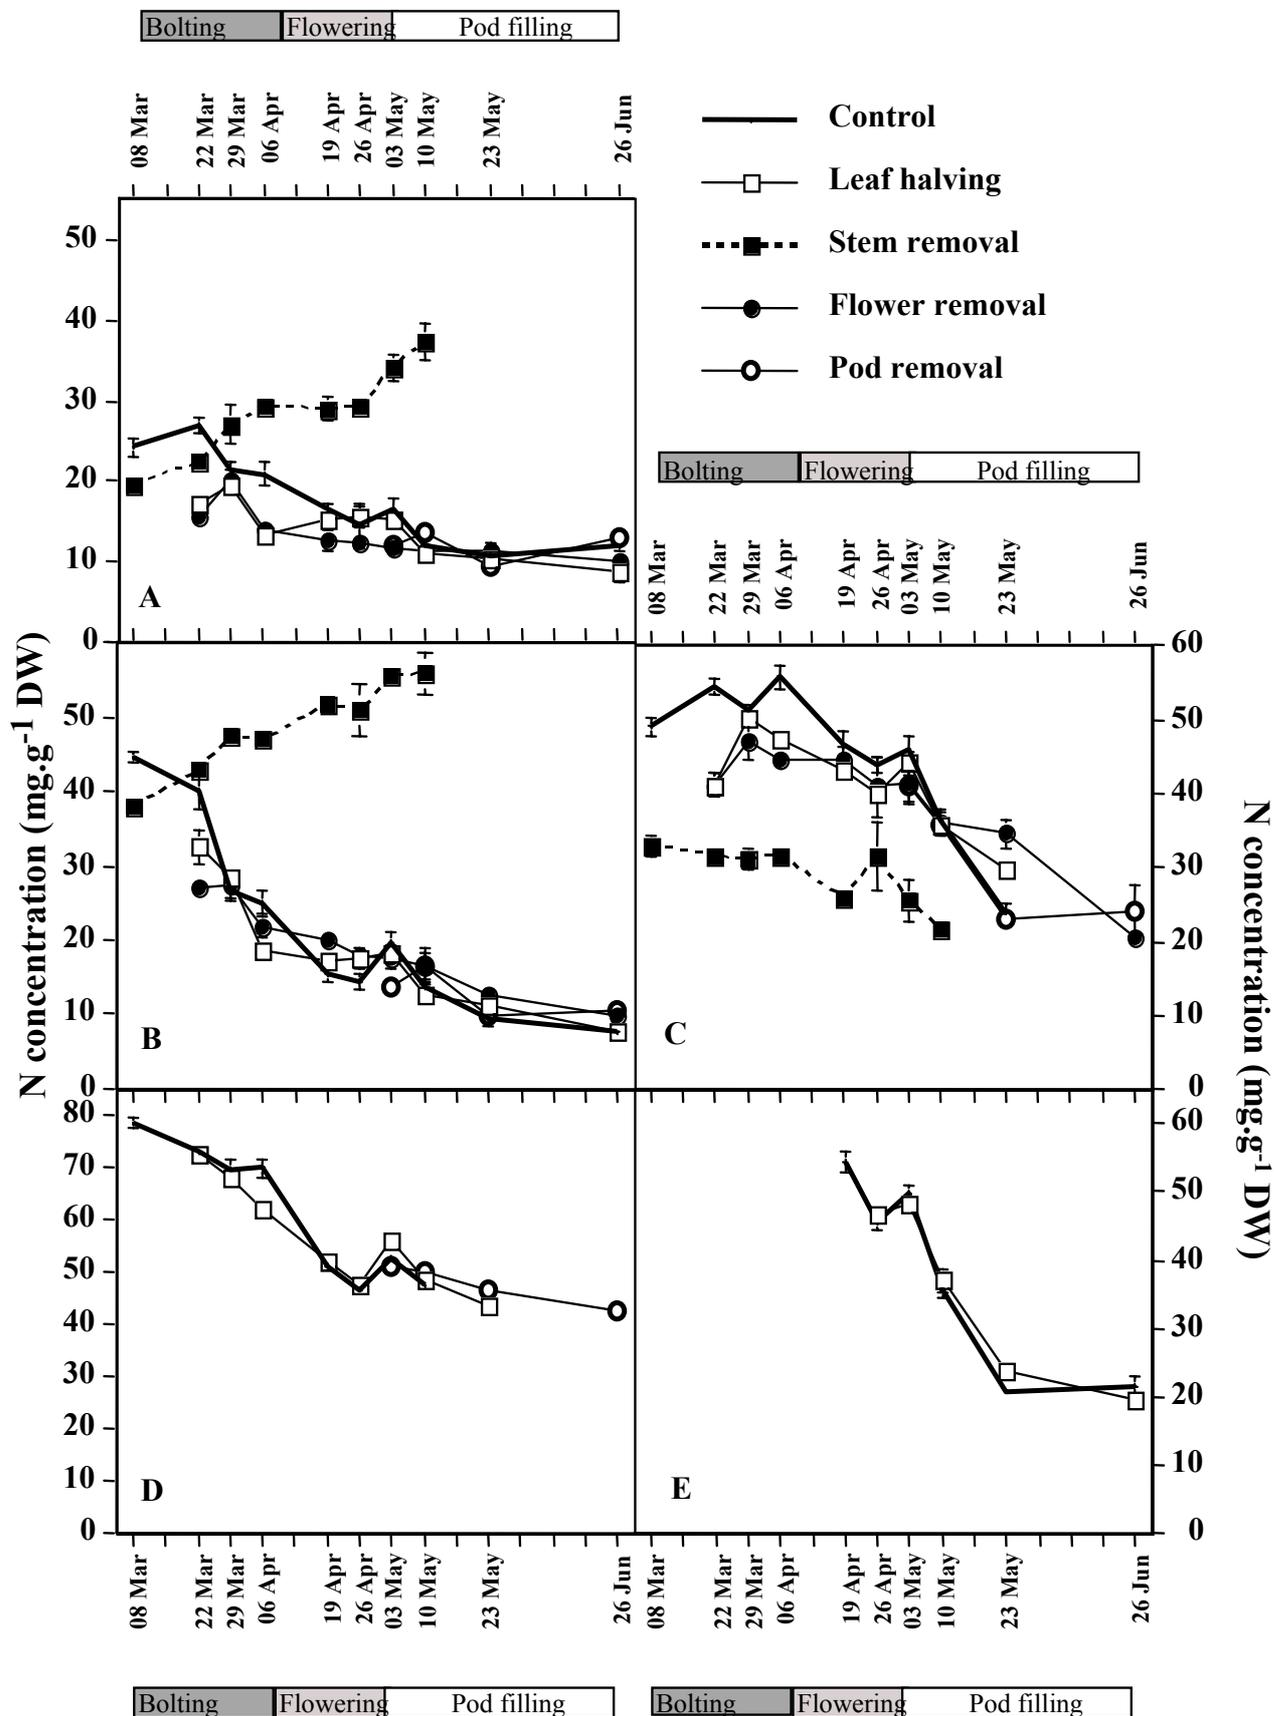 Bolting Flowering Pod filling
08 Mar 22 Mar 29 Mar 06 Apr 19 Apr 26 Apr 03 May 10 May 23 May 26 Jun
Control
Leaf halving
Stem removal
Flower removal
Pod removal
50
40
30
20
10
0
A
Bolting Flowering Pod filling
08 Mar 22 Mar 29 Mar 06 Apr 19 Apr 26 Apr 03 May 10 May 23 May 26 Jun
N concentration (mg.g-1 DW)
50
40
30
20
10
0
B
60
50
40
30
20
10
0
C
N concentration (mg.g-1 DW)
80
70
60
50
40
30
20
10
0
D
60
50
40
30
20
10
0
E
08 Mar 22 Mar 29 Mar 06 Apr 19 Apr 26 Apr 03 May 10 May 23 May 26 Jun
08 Mar 22 Mar 29 Mar 06 Apr 19 Apr 26 Apr 03 May 10 May 23 May 26 Jun
Bolting Flowering Pod filling
Bolting Flowering Pod filling